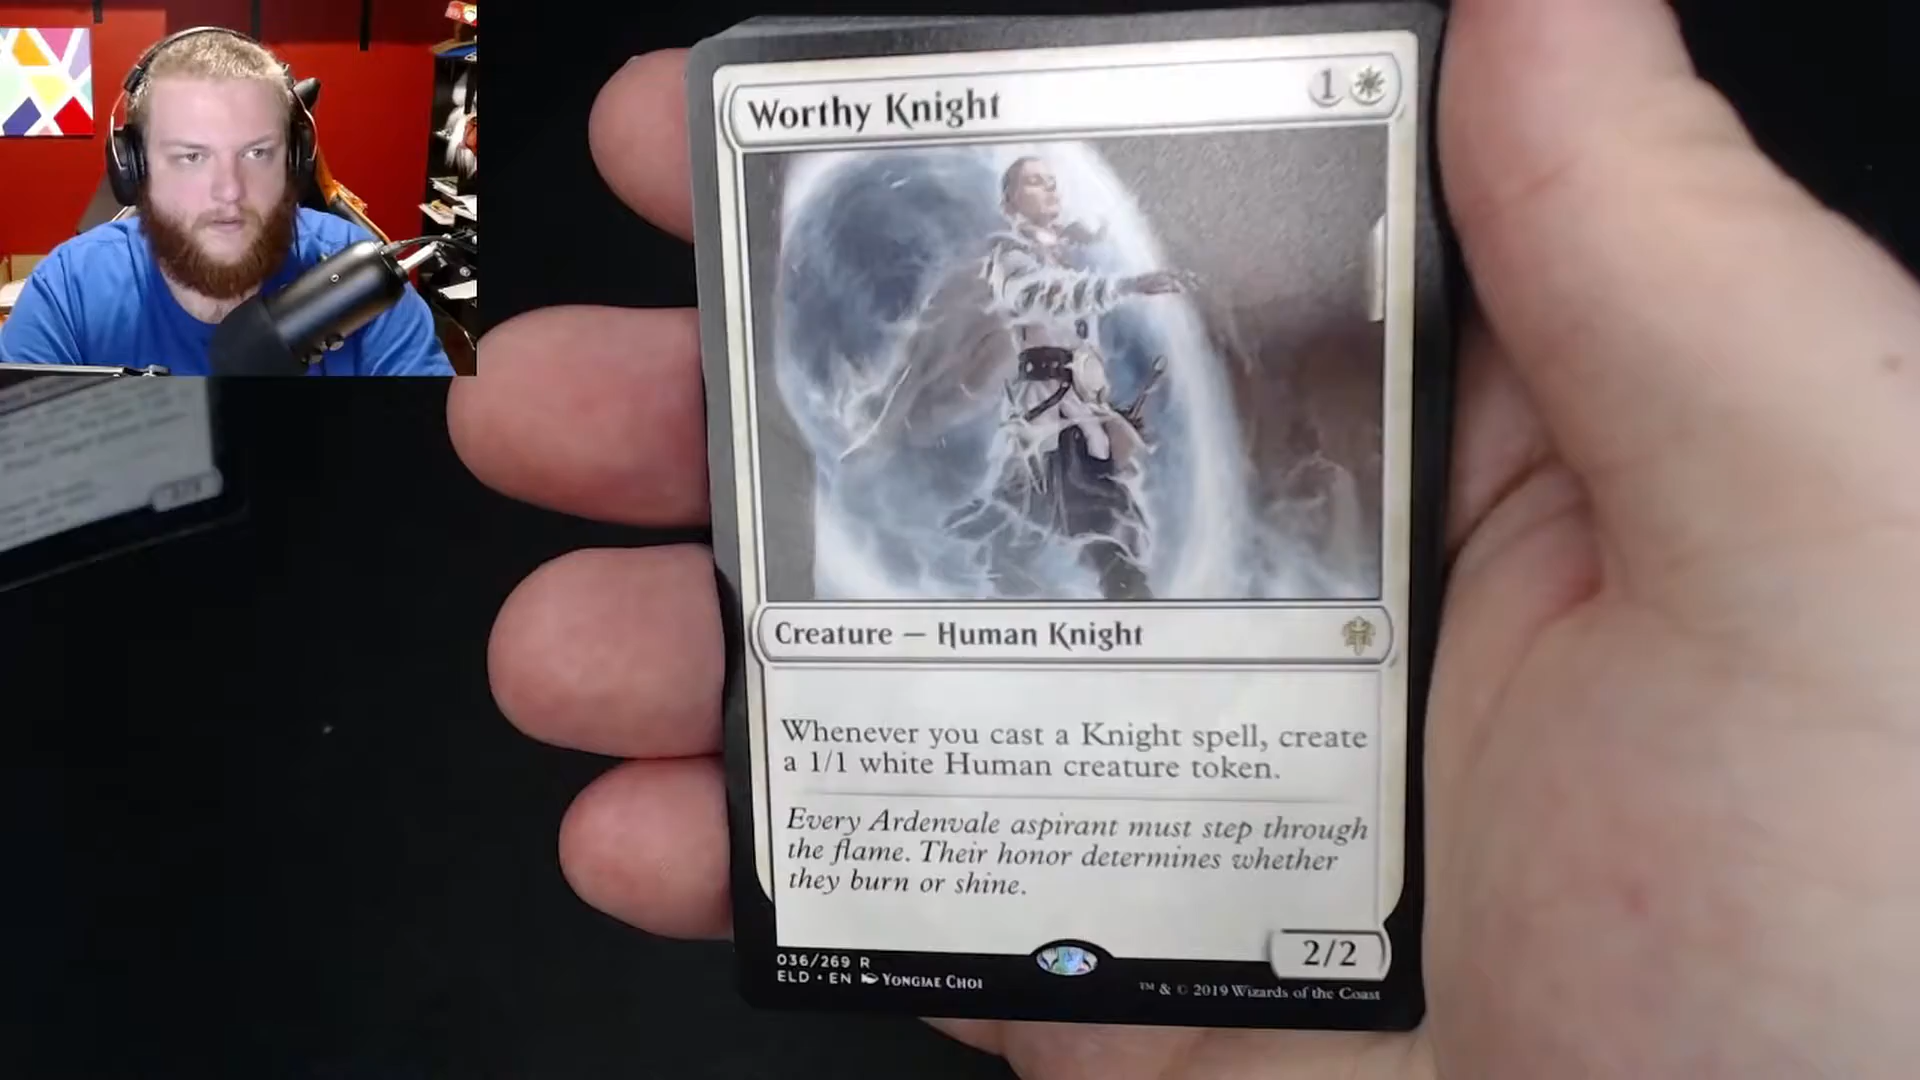 Worthy Knight 1
Creature — Human Knight
Whenever you cast a Knight spell, create
a 1/1 white Human creature token.
Every Ardenvale aspirant must step through
the flame. Their honor determines whether
they burn or shine.
2/2
036/269 R
ELD • EN YONGJAE CHOI
™ & © 2019 Wizards of the Coast